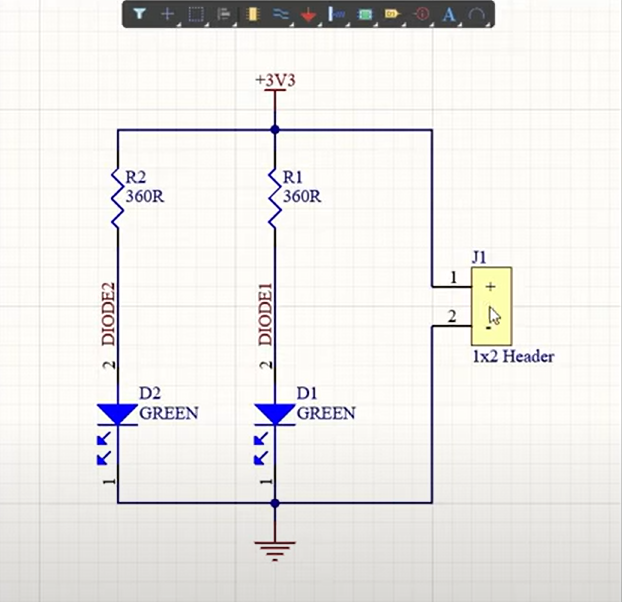 A
+3V3
R2
360R
R1
360R
J1
1
+
2
-
1x2 Header
DIODE2
DIODE1
2
2
D2
GREEN
D1
GREEN
1
1